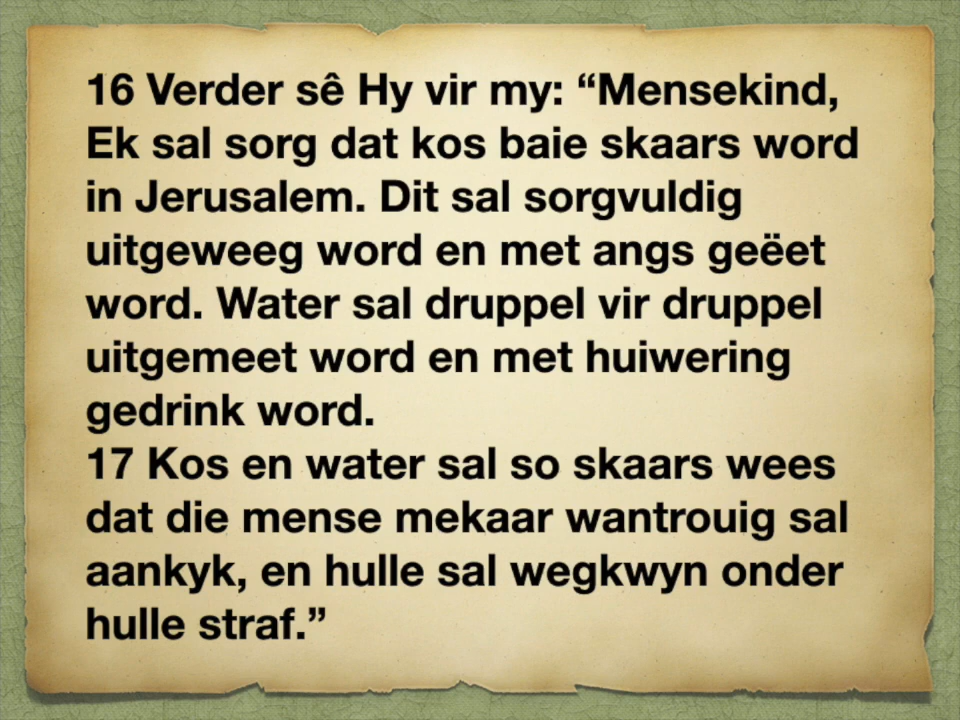 16 Verder sê Hy vir my: “Mensekind,
Ek sal sorg dat kos baie skaars word
in Jerusalem. Dit sal sorgvuldig
uitgeweeg word en met angs geëet
word. Water sal druppel vir druppel
uitgemeet word en met huiwering
gedrink word.
17 Kos en water sal so skaars wees
dat die mense mekaar wantrouig sal
aankyk, en hulle sal wegkwyn onder
hulle straf.”